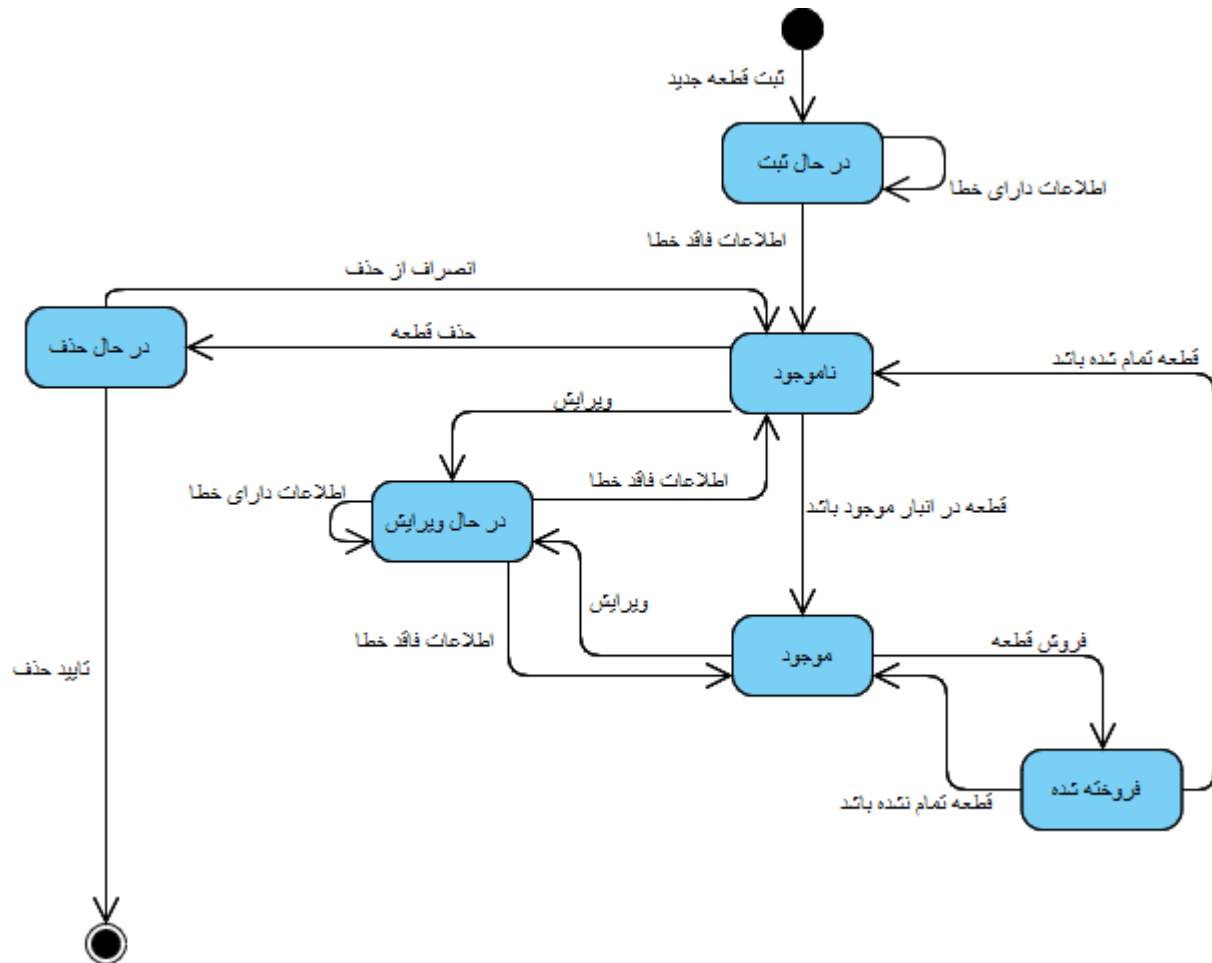 ثبت قطعه جدید
در حال ثبت
اطلاعات دارای خطا
اطلاعات فاقد خطا
انصراف از حذف
در حال حذف
حذف قطعه
ناموجود
قطعه تمام شده باشد
ویرایش
اطلاعات دارای خطا
اطلاعات فاقد خطا
در حال ویرایش
قطعه در انبار موجود باشد
ویرایش
اطلاعات فاقد خطا
موجود
فروش قطعه
تایید حذف
قطعه تمام نشده باشد
فروخته شده